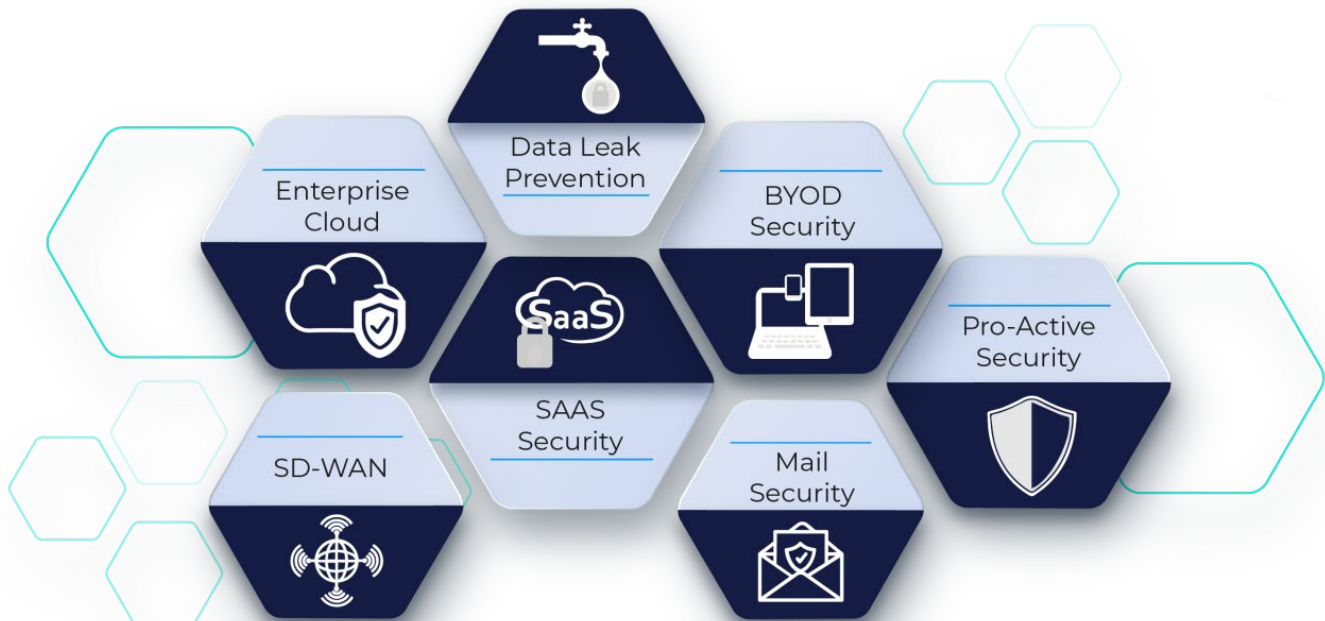 Data Leak
Prevention
Enterprise
Cloud
BYOD
Security
SaaS
Pro-Active
Security
SAAS
Security
SD-WAN
Mail
Security